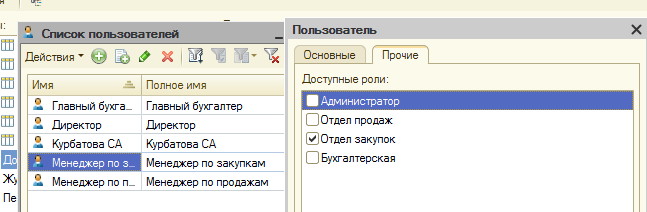 г:
До
Жу
Пе
Список пользователей
Действия
Имя Полное имя
Главный бухга... Главный бухгалтер
Директор Директор
Курбатова СА Курбатова СА
Менеджер по з... Менеджер по закупкам
Менеджер по п... Менеджер по продажам
Пользователь
Основные Прочие
Доступные роли:
Администратор
Отдел продаж
Отдел закупок
Бухгалтерская